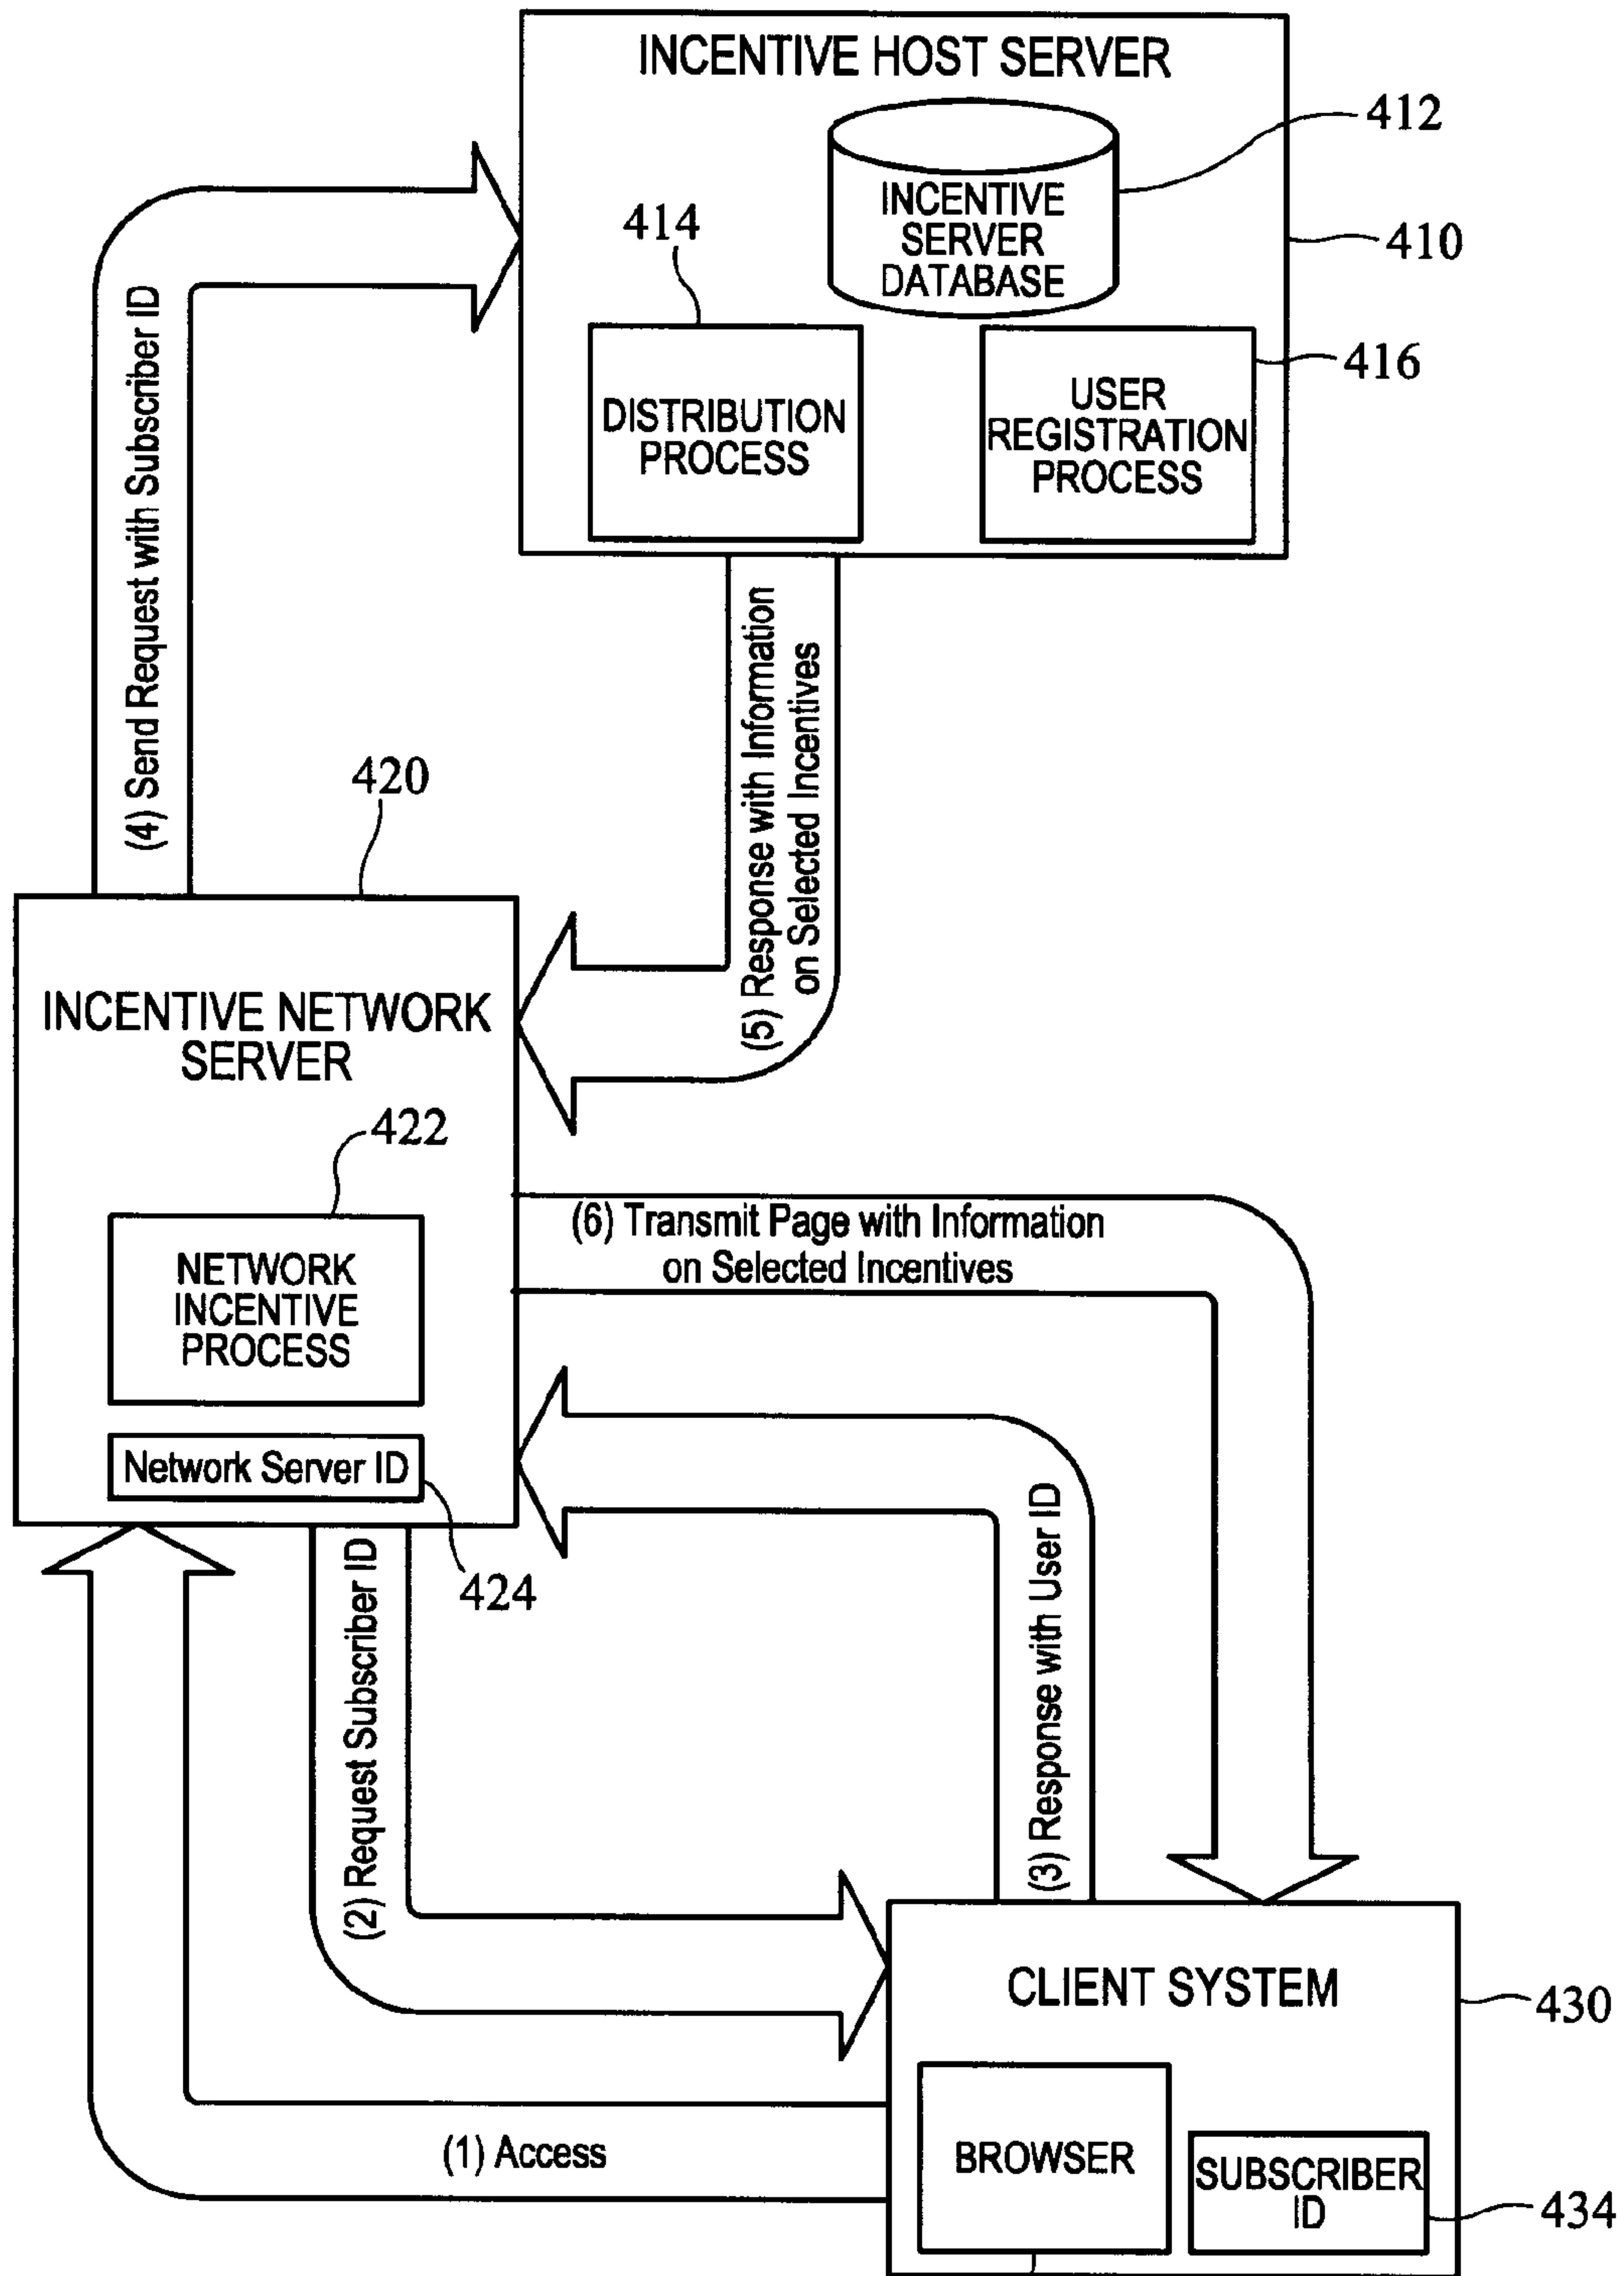 INCENTIVE HOST SERVER
412
INCENTIVE
SERVER
DATABASE
414
410
DISTRIBUTION
PROCESS
416
USER
REGISTRATION
PROCESS
(4) Send Request with Subscriber ID
(5) Response with Information
on Selected Incentives
420
INCENTIVE NETWORK
SERVER
422
NETWORK
INCENTIVE
PROCESS
Network Server ID
424
(6) Transmit Page with Information
on Selected Incentives
(2) Request Subscriber ID
(3) Response with User ID
CLIENT SYSTEM
430
(1) Access
BROWSER
SUBSCRIBER
ID
434